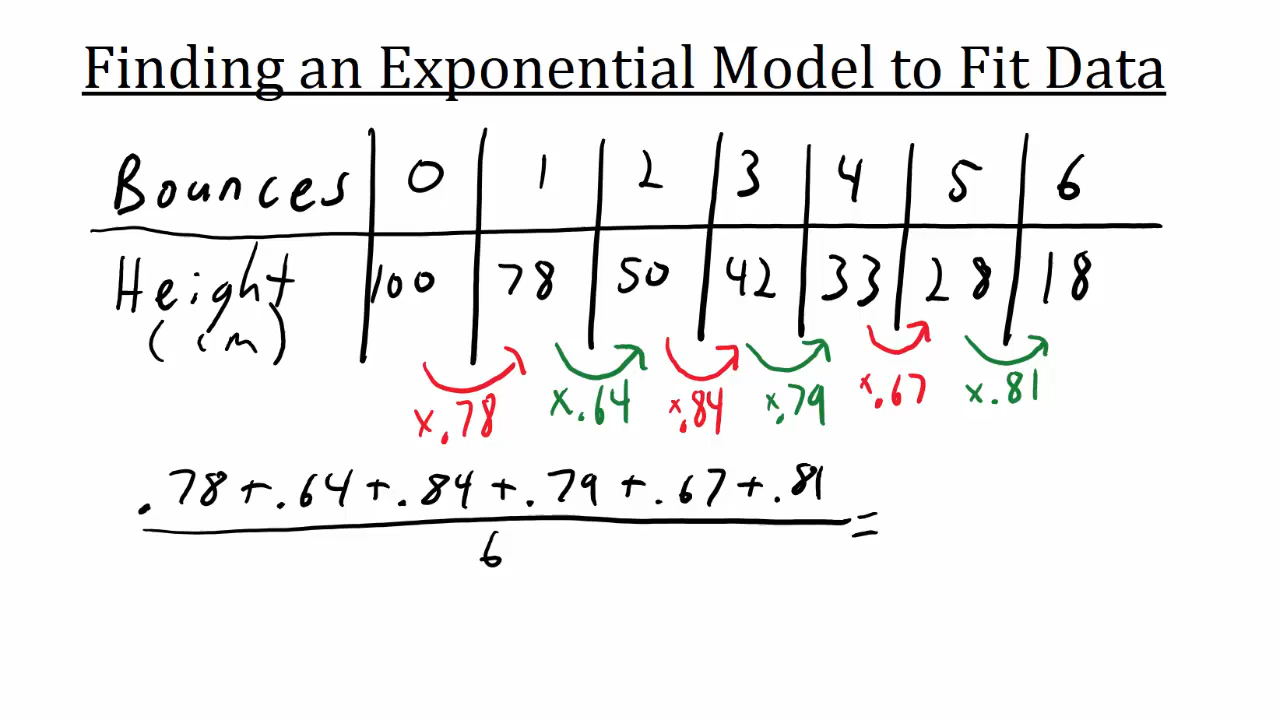 Finding an Exponential Model to Fit Data
Bounces 0 1 2 3 4 5 6
Height 100 78 50 42 33 28 18
(cm)
x.78 x.64 x.84 x.79 x.67 x.81
.78+.64+.84+.79+.67+.81 =
6